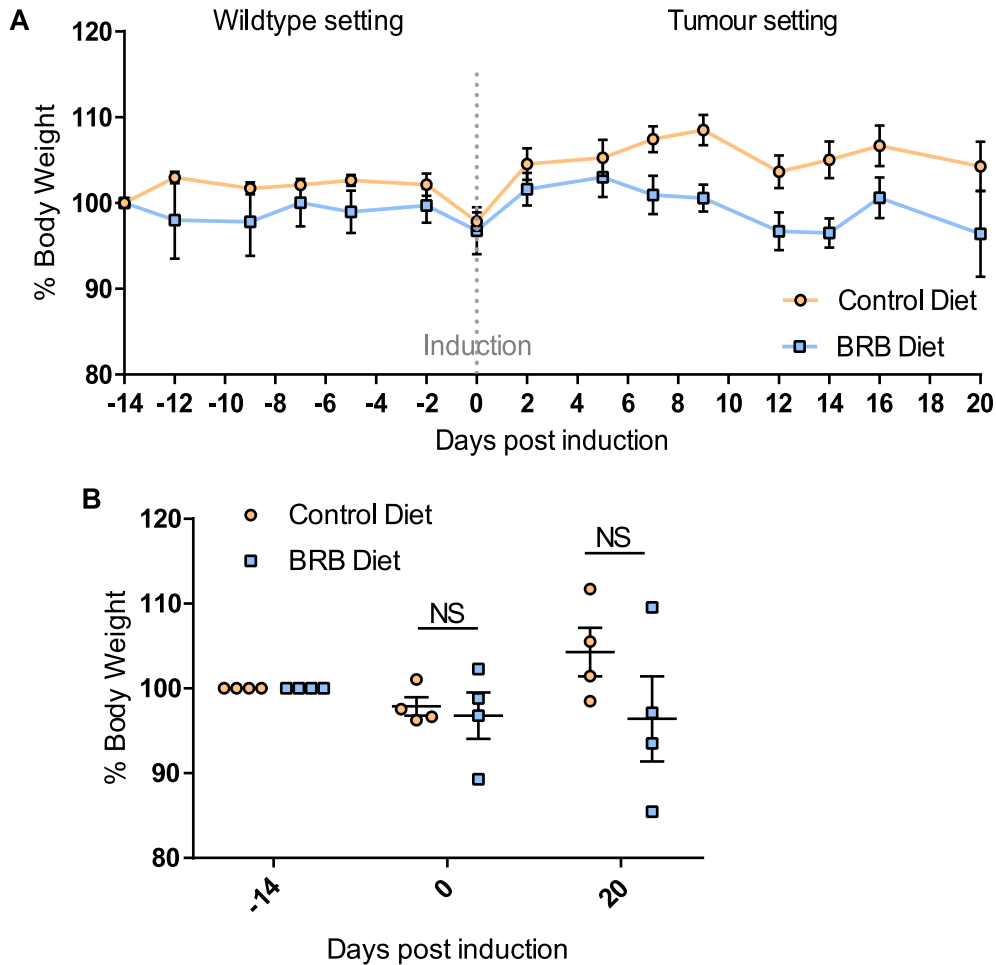 A
Wildtype setting
Tumour setting
% Body Weight
120
110
100
90
80
Induction
Control Diet
BRB Diet
-14 -12 -10 -8 -6 -4 -2 0 2 4 6 8 10 12 14 16 18 20
Days post induction
B
Control Diet
BRB Diet
% Body Weight
120
110
100
90
80
NS
NS
-14 0 20
Days post induction